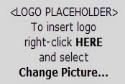 <LOGO PLACEHOLDER>
To insert logo
right-click HERE
and select
Change Picture...